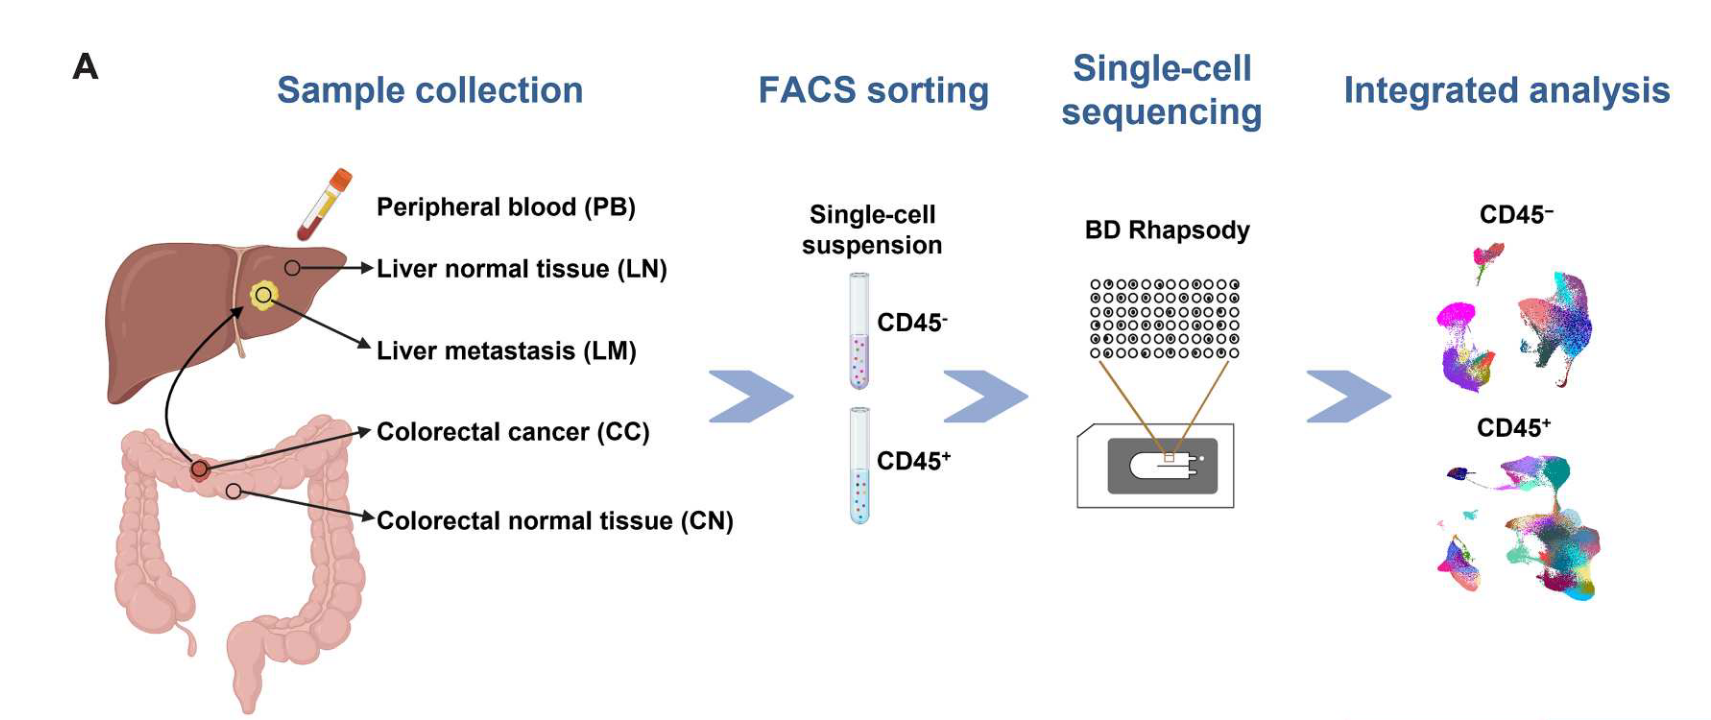 A
Sample collection
FACS sorting
Single-cell
sequencing
Integrated analysis
Peripheral blood (PB)
Liver normal tissue (LN)
Liver metastasis (LM)
Colorectal cancer (CC)
Colorectal normal tissue (CN)
Single-cell
suspension
CD45⁻
CD45⁺
BD Rhapsody
CD45⁻
CD45⁺